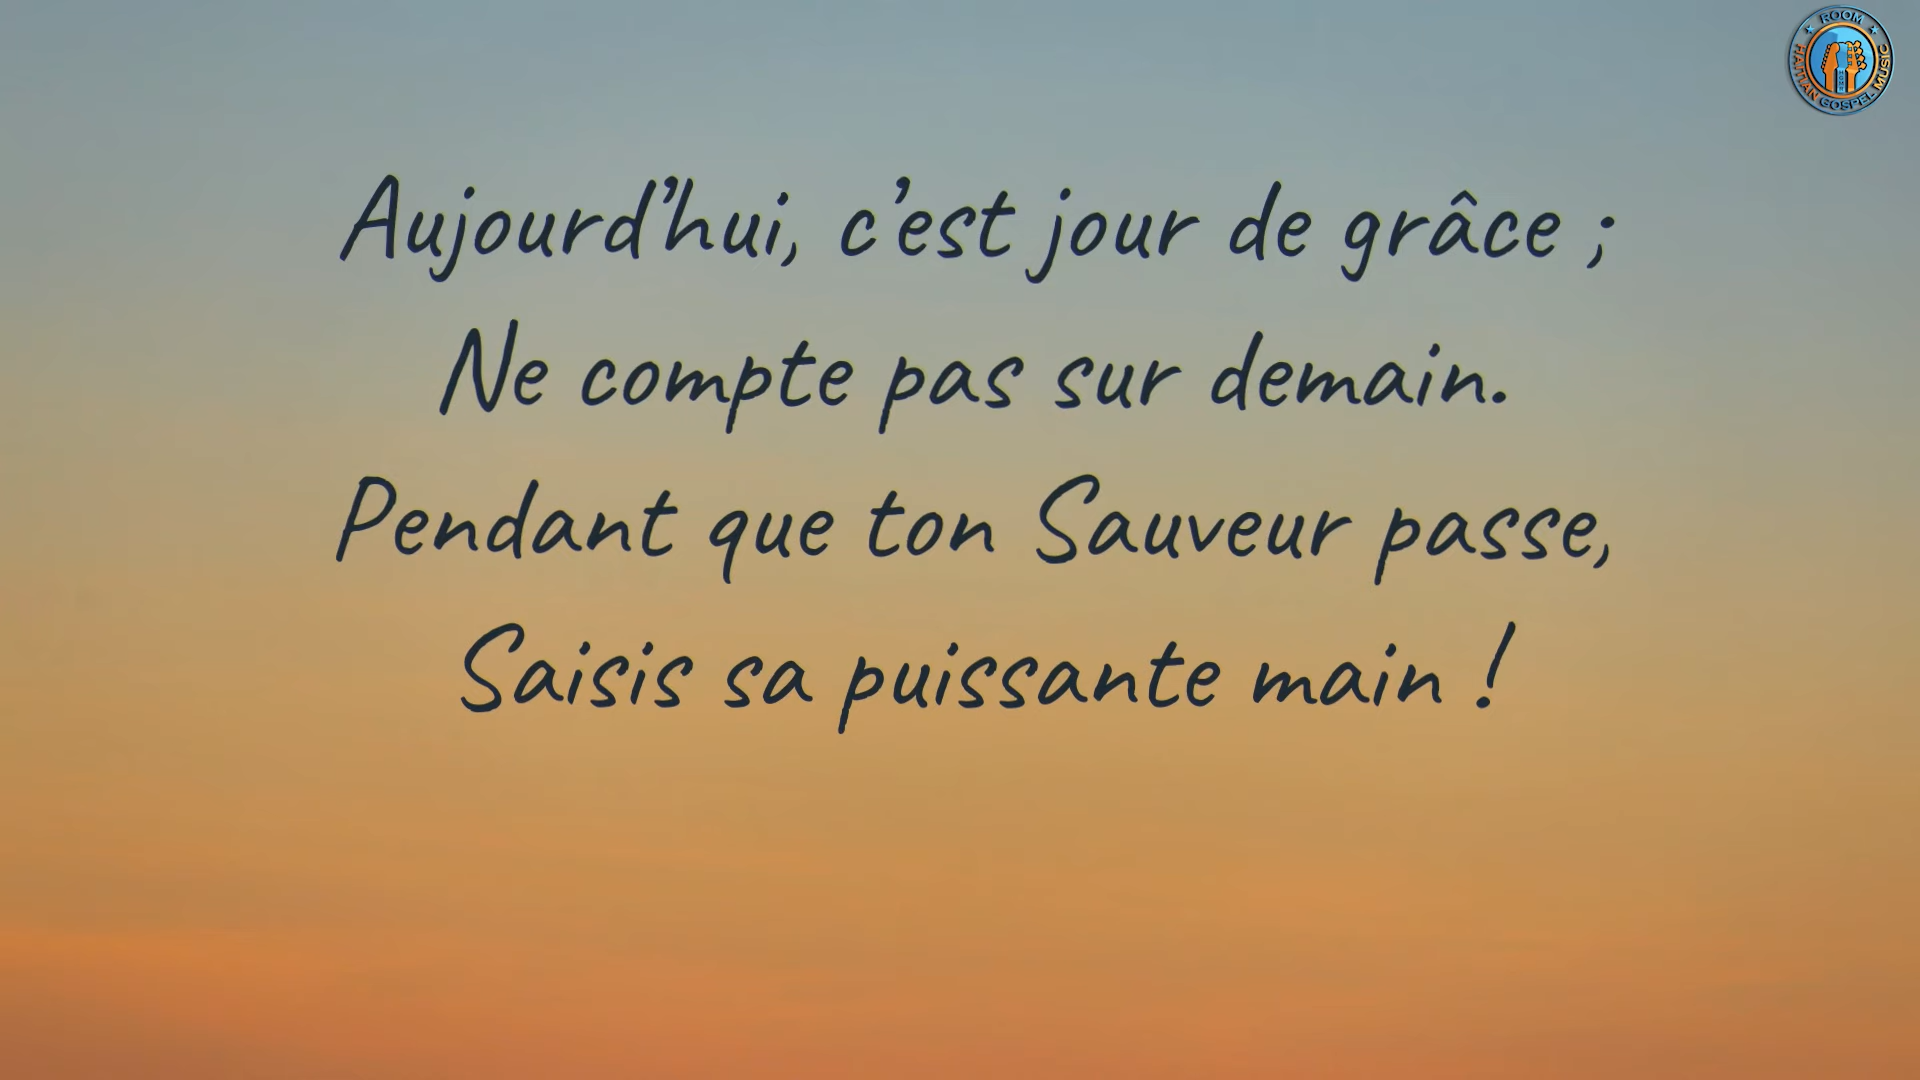 ROOM
HAITIAN GOSPEL MUSIC
Aujourd’hui, c’est jour de grâce ;
Ne compte pas sur demain.
Pendant que ton Sauveur passe,
Saisis sa puissante main !